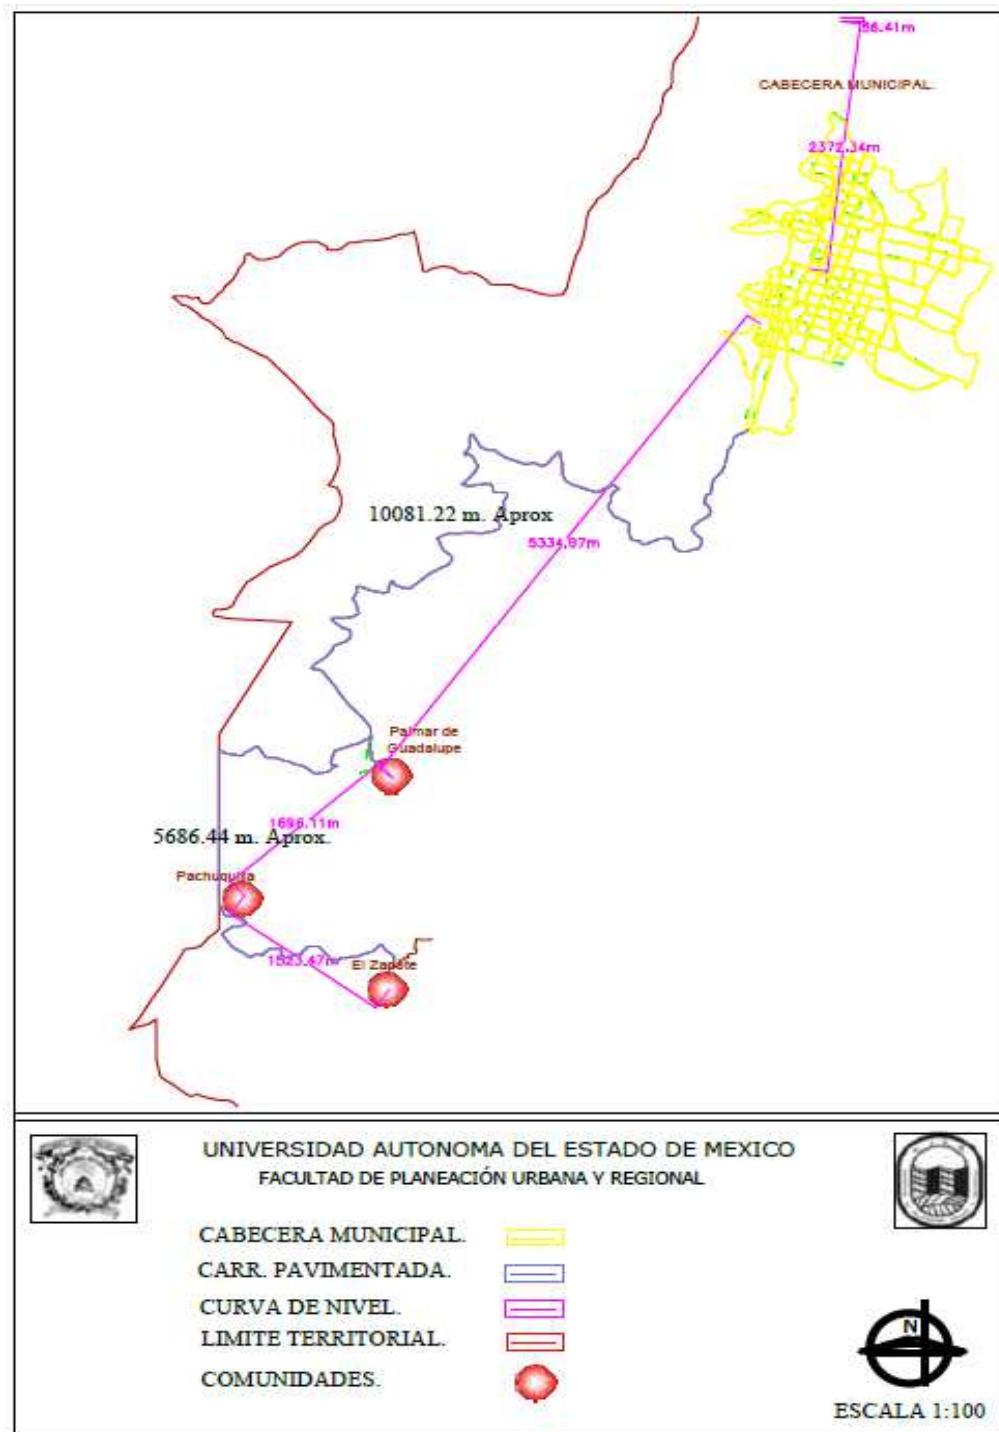 CABECERA MUNICIPAL.
2372.34m
10081.22 m. Aprox
5334.97m
Palmar de
Guadalupe
1696.11m
5686.44 m. Aprox.
Pachuquilla
1523.47m
El Zapote
UNIVERSIDAD AUTONOMA DEL ESTADO DE MEXICO
FACULTAD DE PLANEACIÓN URBANA Y REGIONAL
CABECERA MUNICIPAL.
CARR. PAVIMENTADA.
CURVA DE NIVEL.
LIMITE TERRITORIAL.
COMUNIDADES.
N
ESCALA 1:100